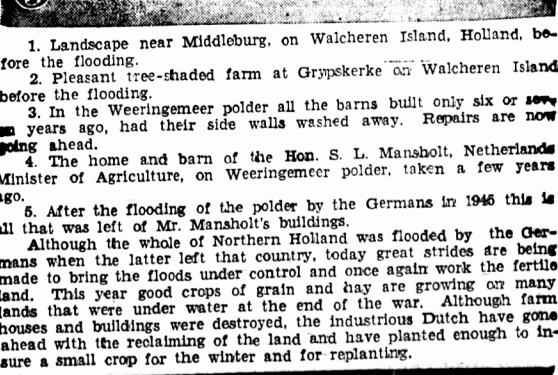 1. Landscape near Middleburg, on Walcheren Island, Holland, be-
fore the flooding.
2. Pleasant tree-shaded farm at Grypskerke on Walcheren Island
before the flooding.
3. In the Weeringemeer polder all the barns built only six or sev-
en years ago, had their side walls washed away. Repairs are now
going ahead.
4. The home and barn of the Hon. S. L. Mansholt, Netherlands
Minister of Agriculture, on Weeringemeer polder, taken a few years
ago.
5. After the flooding of the polder by the Germans in 1945 this is
all that was left of Mr. Mansholt's buildings.
Although the whole of Northern Holland was flooded by the Ger-
mans when the latter left that country, today great strides are being
made to bring the floods under control and once again work the fertile
land. This year good crops of grain and hay are growing on many
lands that were under water at the end of the war. Although farm
houses and buildings were destroyed, the industrious Dutch have gone
ahead with the reclaiming of the land and have planted enough to in-
sure a small crop for the winter and for replanting.